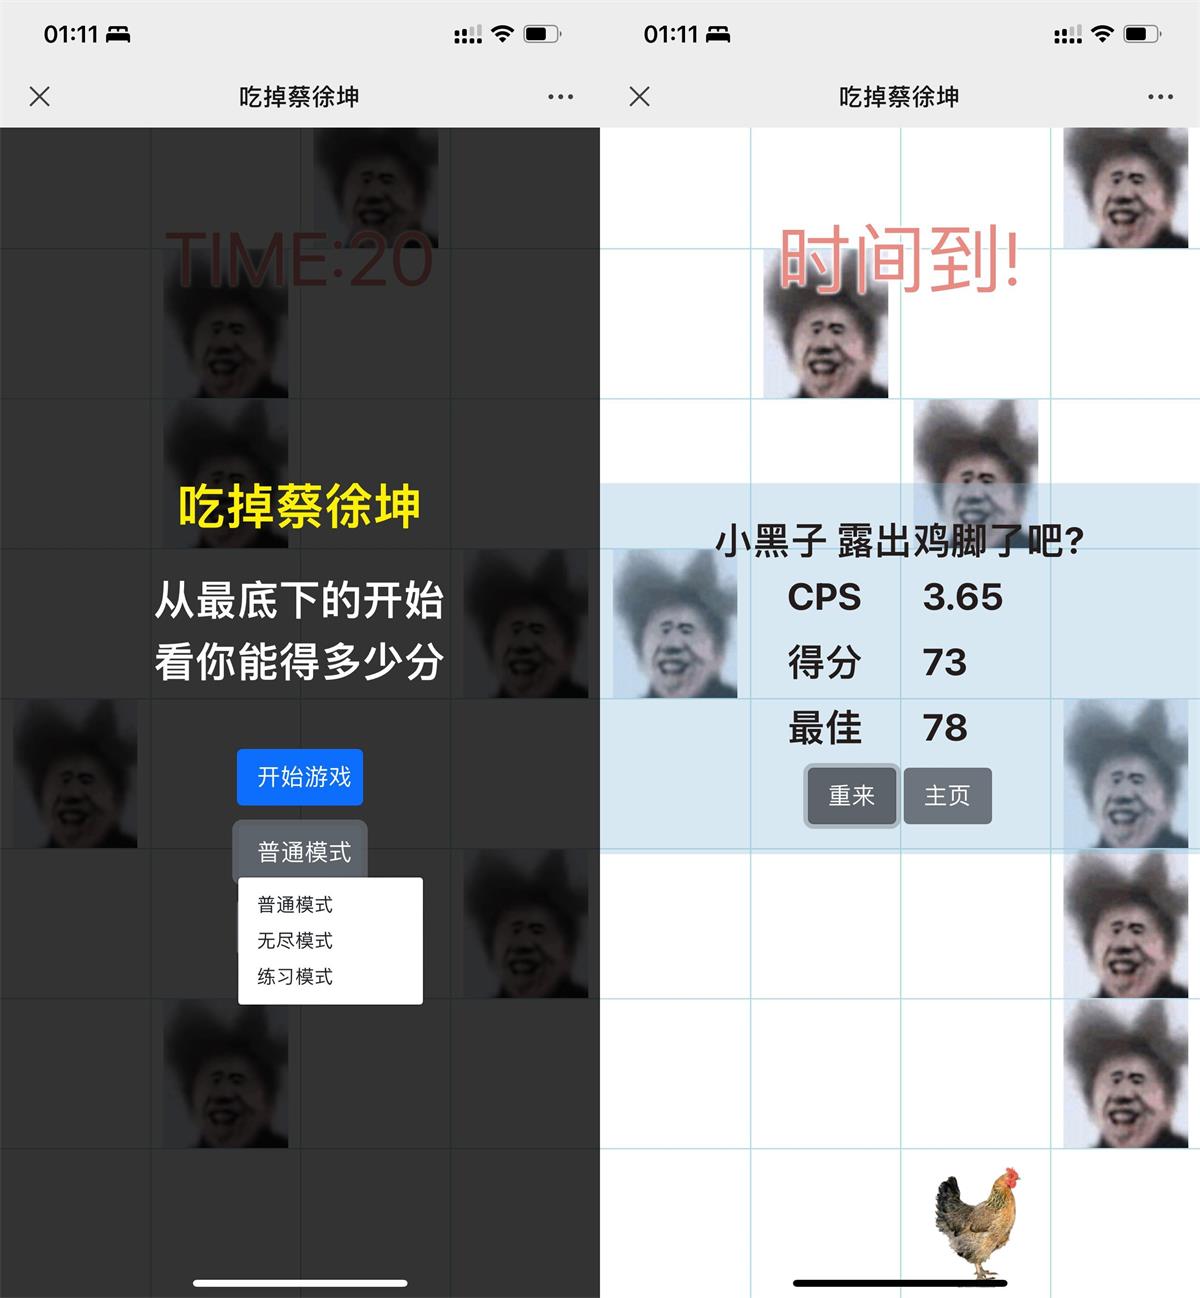 01:11
吃掉蔡徐坤
TIME:20
吃掉蔡徐坤
从最底下的开始
看你能得多少分
开始游戏
普通模式
普通模式
无尽模式
练习模式
01:11
吃掉蔡徐坤
时间到!
小黑子 露出鸡脚了吧?
CPS 3.65
得分 73
最佳 78
重来 主页